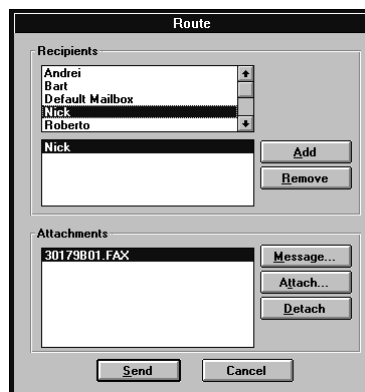 Route
Recipients
Andrei
Bart
Default Mailbox
Nick
Roberto
Nick
Add
Remove
Attachments
30179B01.FAX
Message...
Attach...
Detach
Send Cancel